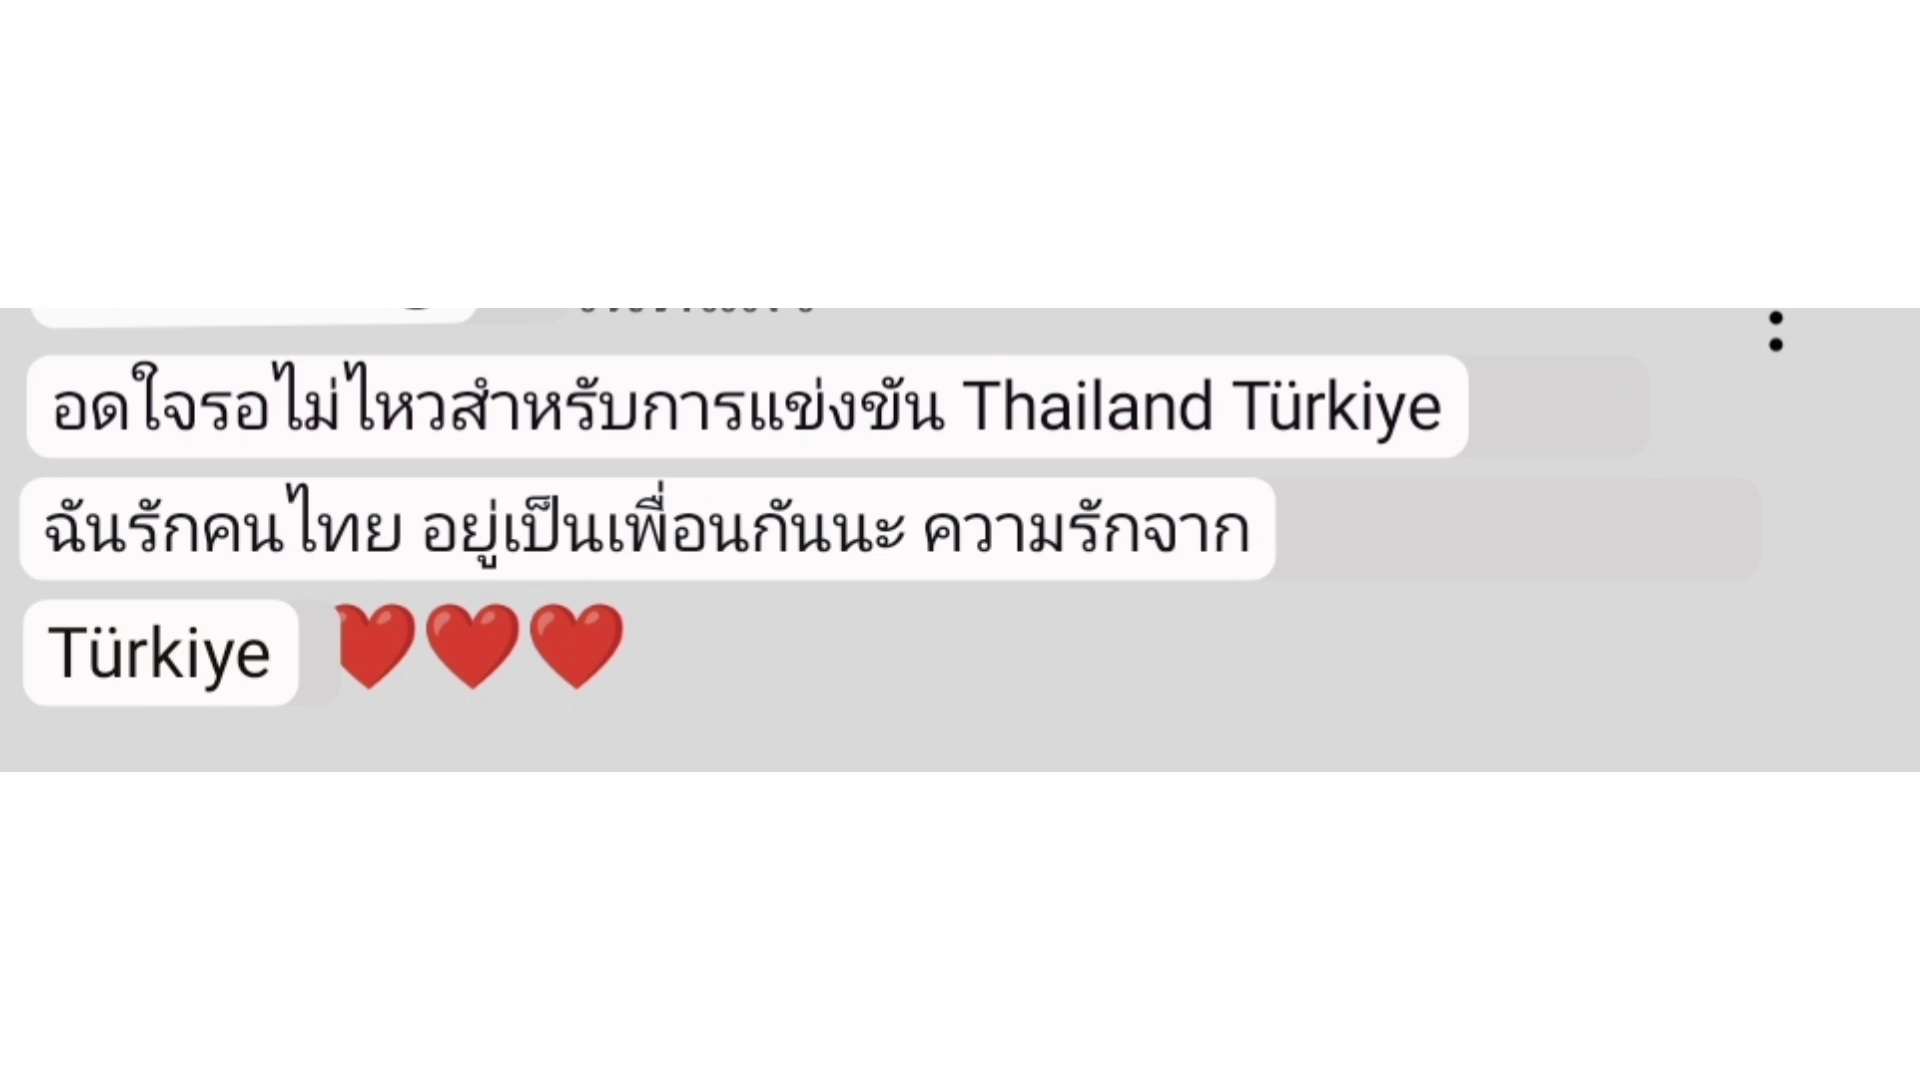 อดใจรอไม่ไหวสำหรับการแข่งขัน Thailand Türkiye
ฉันรักคนไทย อยู่เป็นเพื่อนกันนะ ความรักจาก
Türkiye ❤️❤️❤️